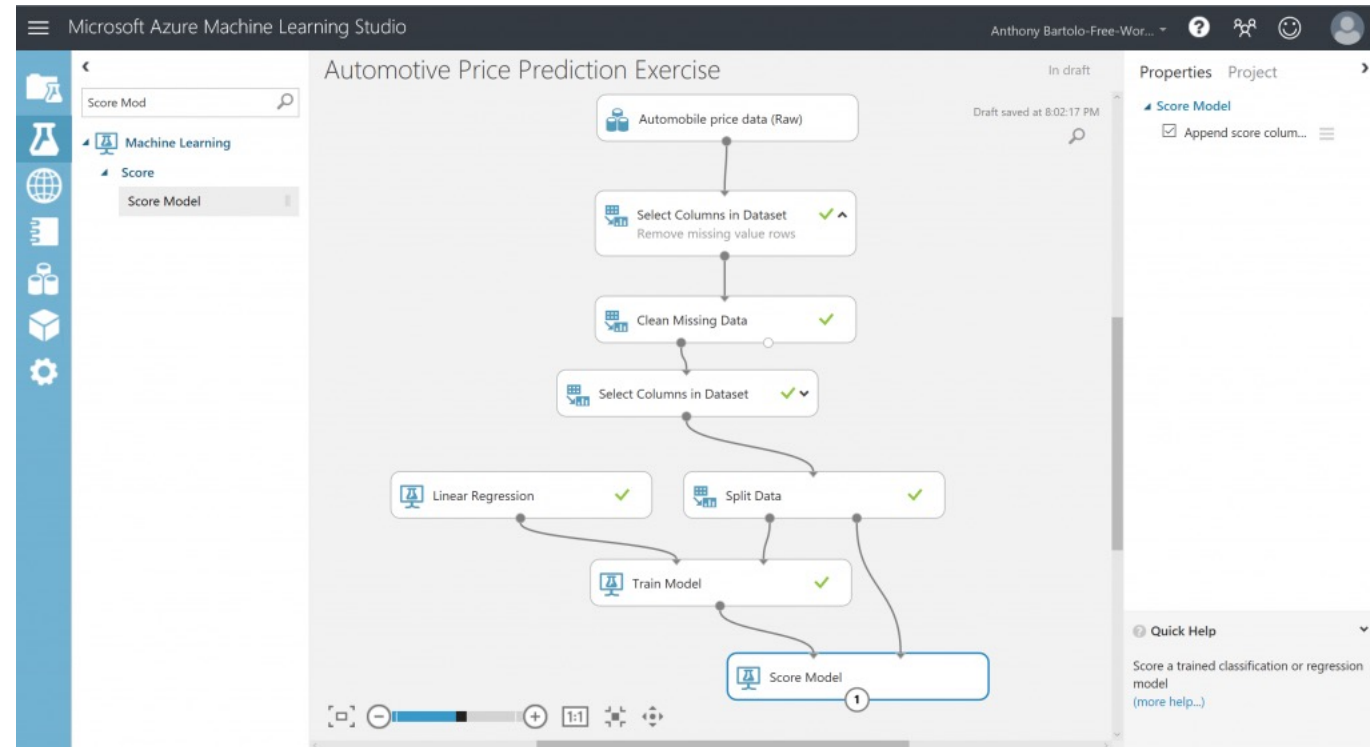 Microsoft Azure Machine Learning Studio
Anthony Bartolo-Free-Wor...
?
Score Mod
Machine Learning
Score
Score Model
Automotive Price Prediction Exercise
In draft
Draft saved at 8:02:17 PM
Automobile price data (Raw)
Select Columns in Dataset
Remove missing value rows
Clean Missing Data
Select Columns in Dataset
Linear Regression
Split Data
Train Model
Score Model
1
1:1
Properties Project
Score Model
Append score colum...
? Quick Help
Score a trained classification or regression
model
(more help...)